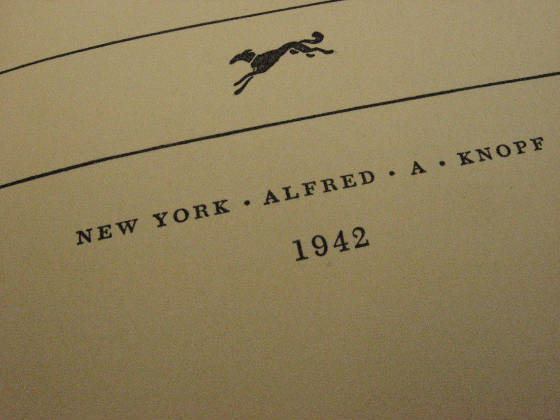 NEW YORK · ALFRED · A · KNOPF
1942